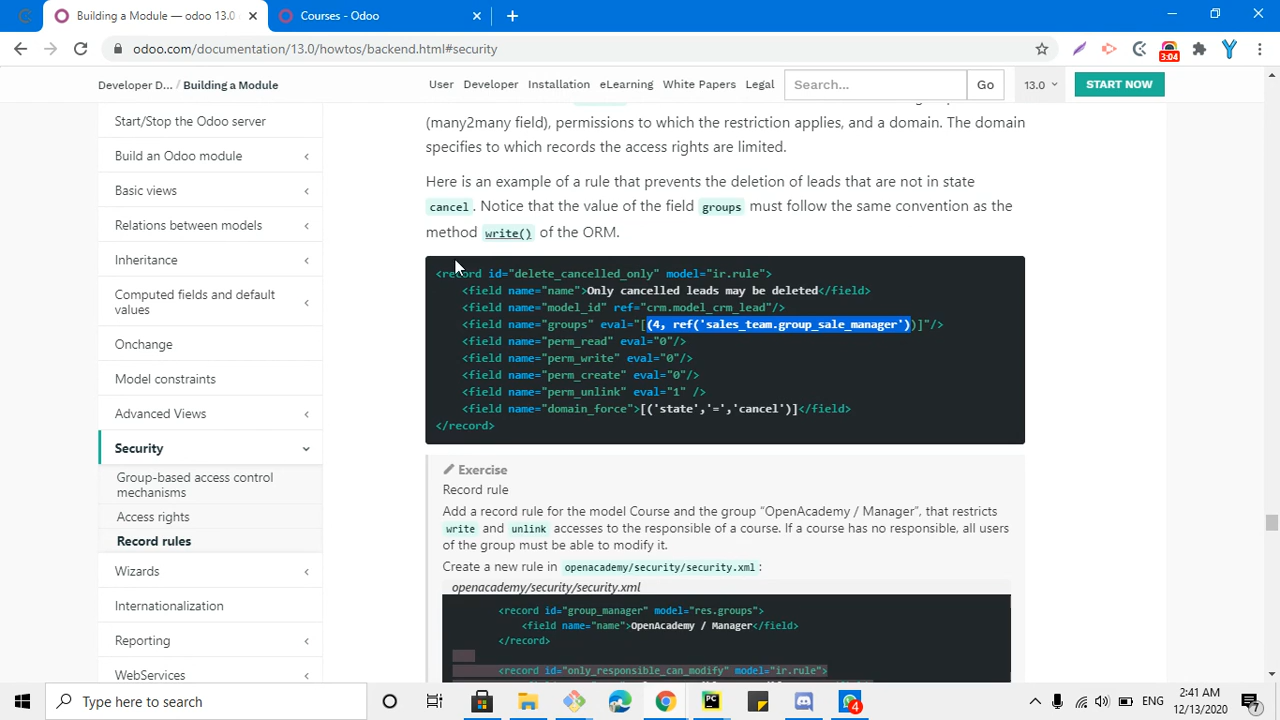 Building a Module — odoo 13.0
Courses - Odoo
odoo.com/documentation/13.0/howtos/backend.html#security
3:04
Developer D... / Building a Module
User Developer Installation eLearning White Papers Legal
Search...
Go
13.0
START NOW
Start/Stop the Odoo server
Build an Odoo module
Basic views
Relations between models
Inheritance
Computed fields and default
values
Onchange
Model constraints
Advanced Views
Security
Group-based access control
mechanisms
Access rights
Record rules
Wizards
Internationalization
Reporting
WebServices
(many2many field), permissions to which the restriction applies, and a domain. The domain
specifies to which records the access rights are limited.
Here is an example of a rule that prevents the deletion of leads that are not in state
cancel. Notice that the value of the field groups must follow the same convention as the
method write() of the ORM.
<record id="delete_cancelled_only" model="ir.rule">
<field name="name">Only cancelled leads may be deleted</field>
<field name="model_id" ref="crm.model_crm_lead"/>
<field name="groups" eval="[(4, ref('sales_team.group_sale_manager'))]"/>
<field name="perm_read" eval="0"/>
<field name="perm_write" eval="0"/>
<field name="perm_create" eval="0"/>
<field name="perm_unlink" eval="1" />
<field name="domain_force">[('state','=','cancel')]</field>
</record>
Exercise
Record rule
Add a record rule for the model Course and the group “OpenAcademy / Manager”, that restricts
write and unlink accesses to the responsible of a course. If a course has no responsible, all users
of the group must be able to modify it.
Create a new rule in openacademy/security/security.xml:
openacademy/security/security.xml
<record id="group_manager" model="res.groups">
<field name="name">OpenAcademy / Manager</field>
</record>
<record id="only_responsible_can_modify" model="ir.rule">
Type here to search
4
ENG
2:41 AM
12/13/2020
7